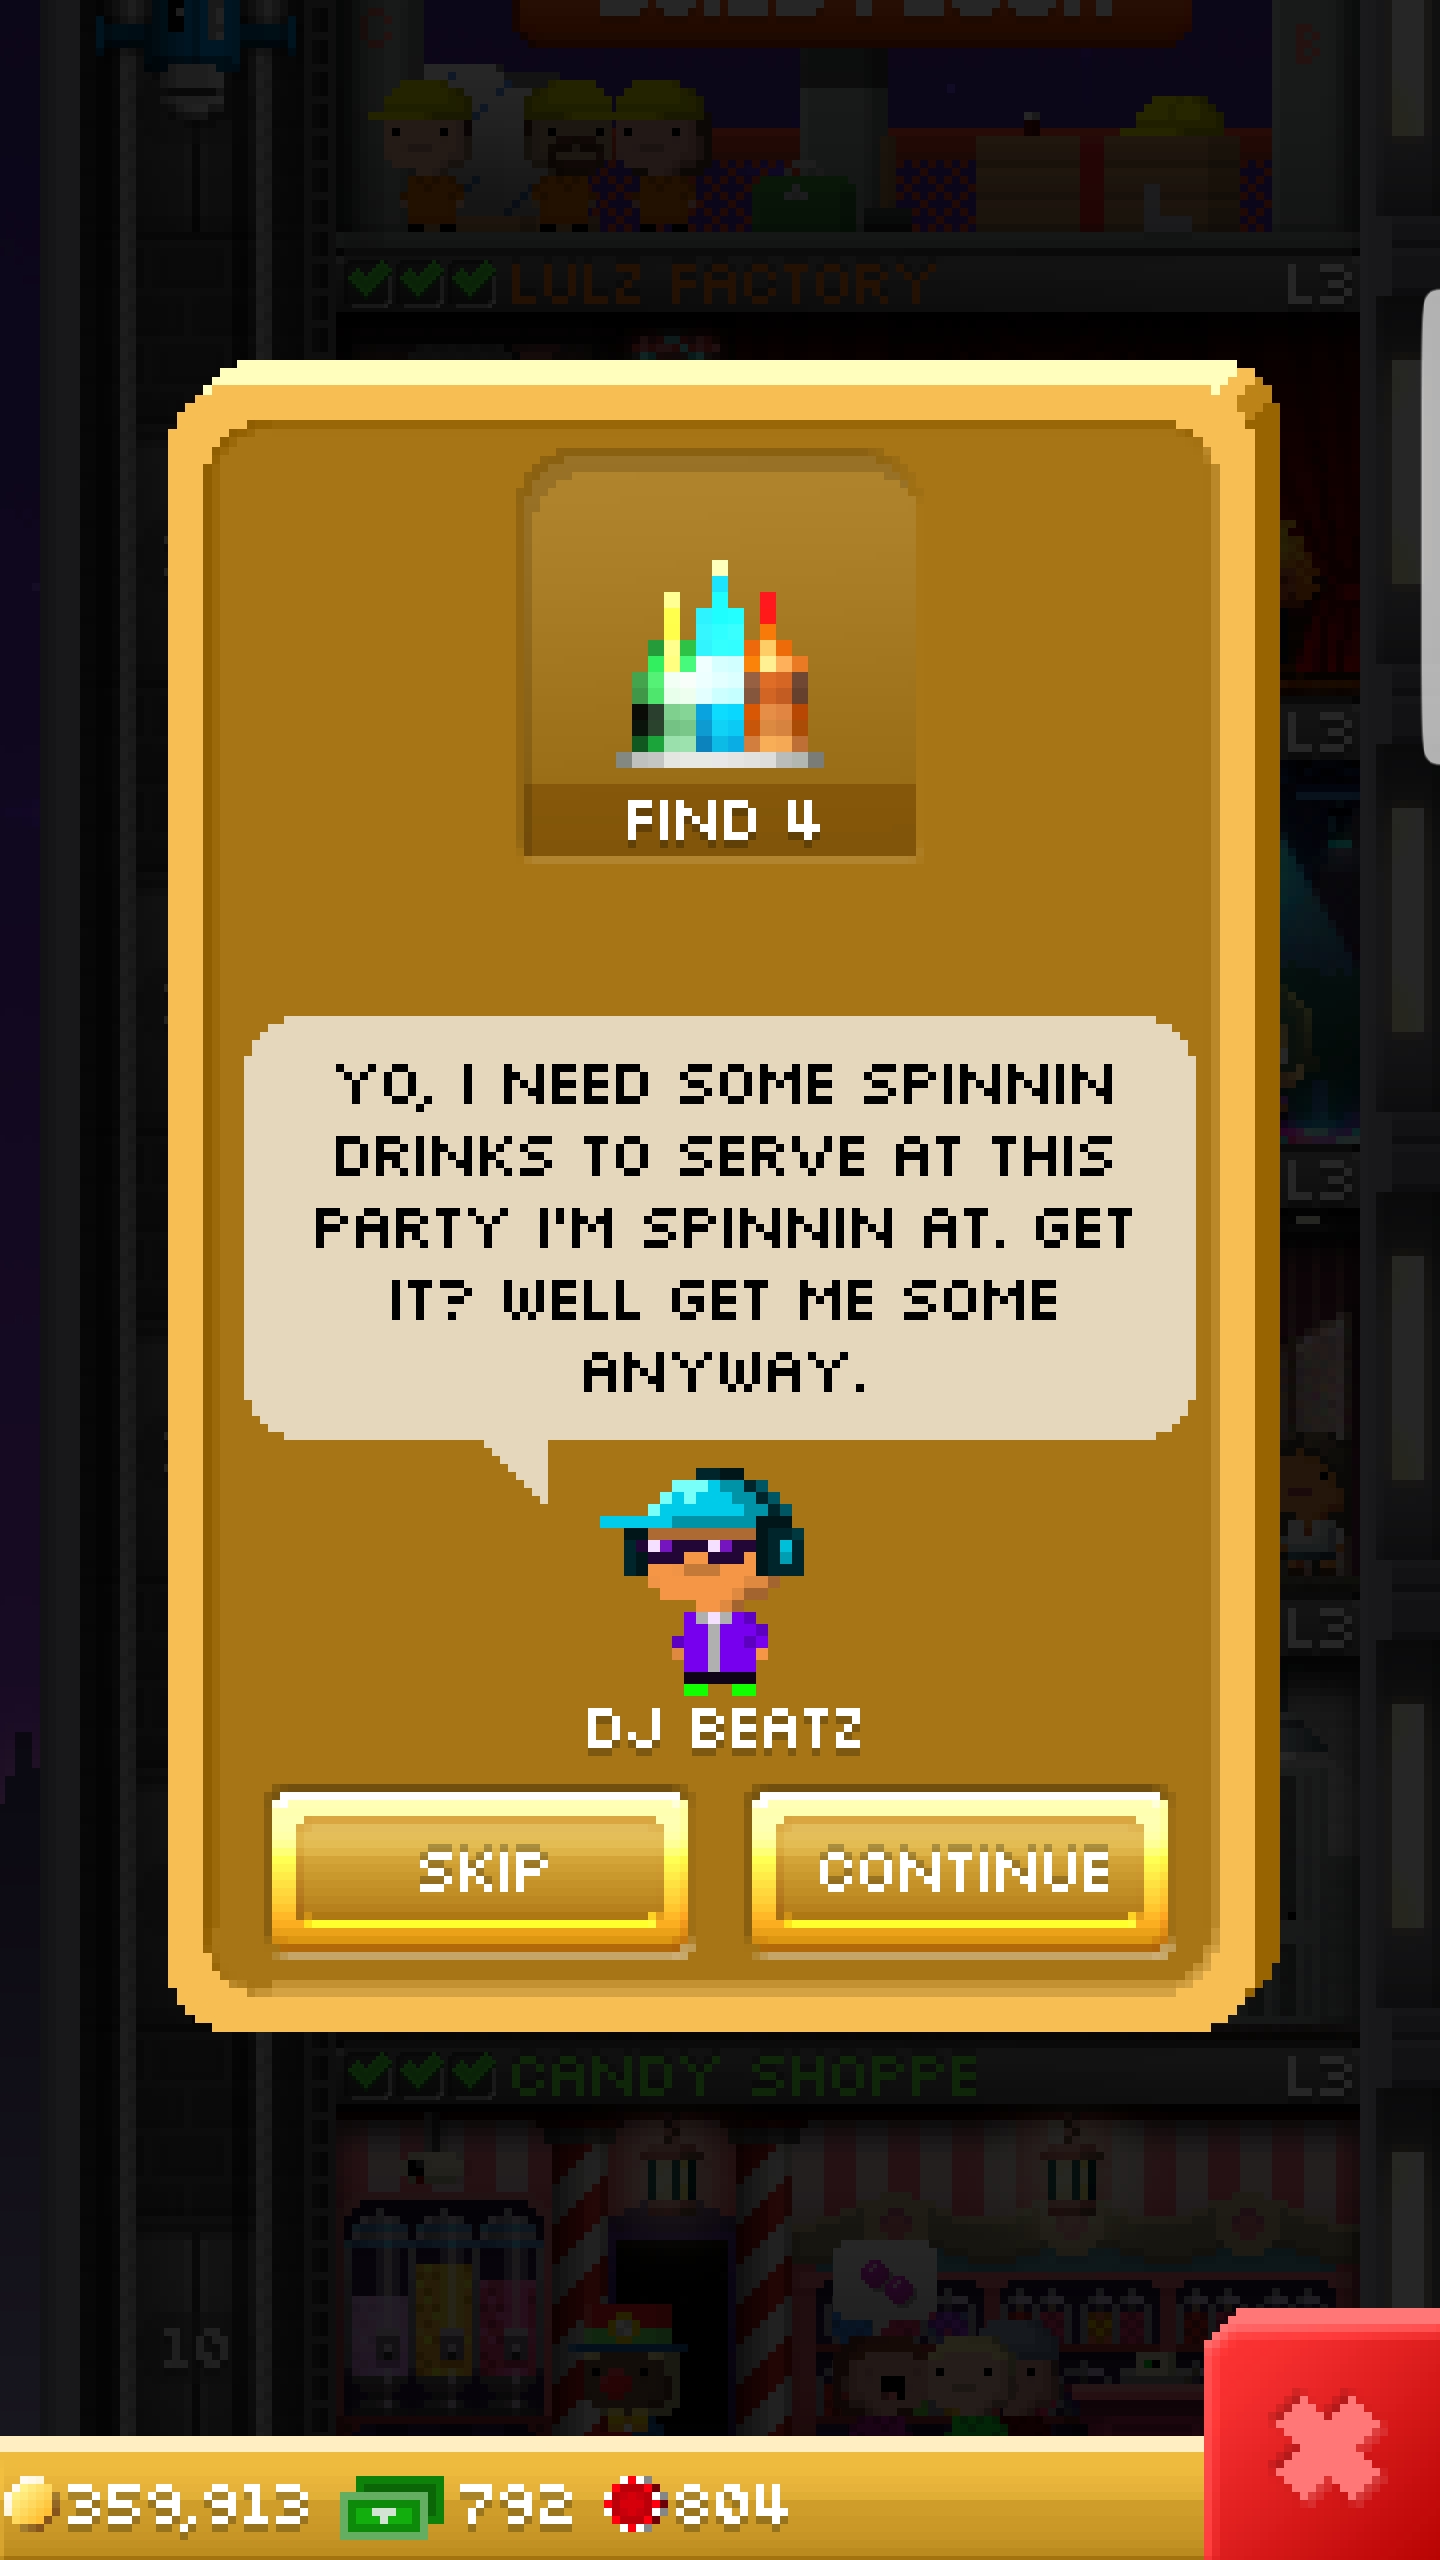 C
B
LULZ FACTORY L3
L3
FIND 4
YO, I NEED SOME SPINNIN
DRINKS TO SERVE AT THIS
PARTY I'M SPINNIN AT. GET
IT? WELL GET ME SOME
ANYWAY.
L3
L3
DJ BEATZ
SKIP
CONTINUE
CANDY SHOPPE L3
10
359,913 792 804